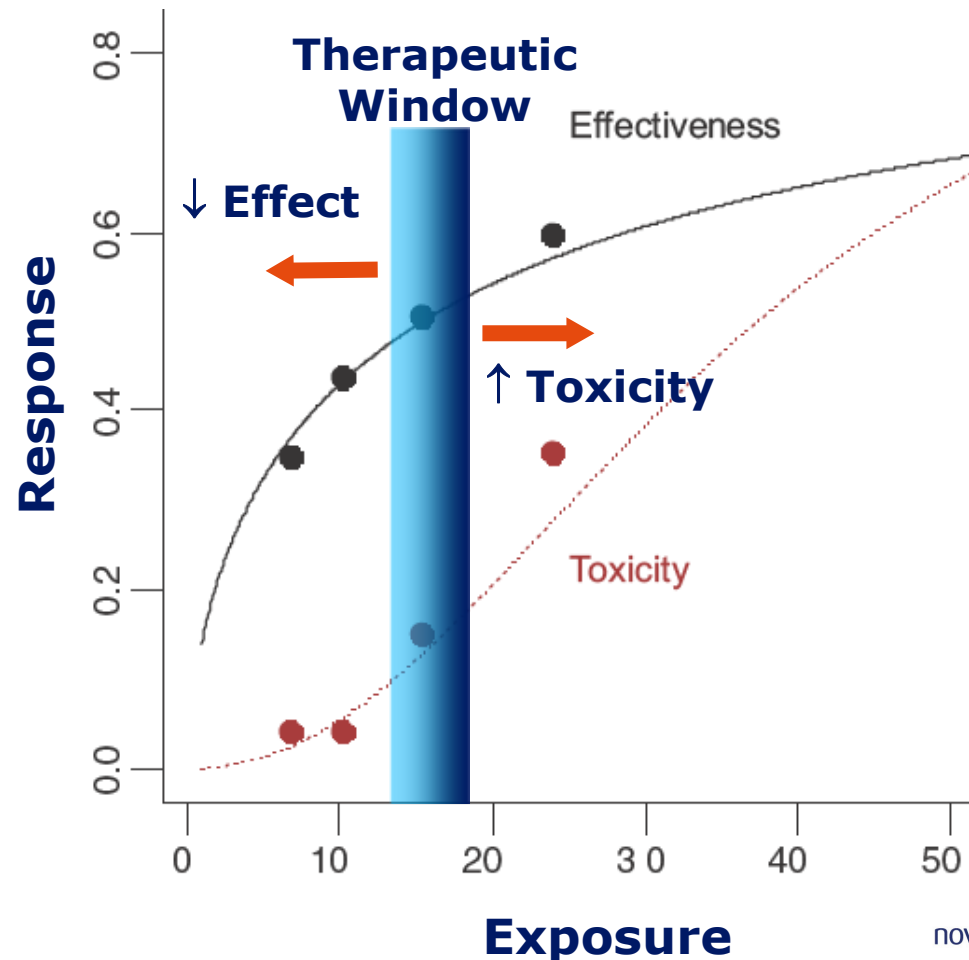 Therapeutic
Window
Effectiveness
↓ Effect
↑ Toxicity
Toxicity
Response
0.8
0.6
0.4
0.2
0.0
0 10 20 3 0 40 50
Exposure
nov